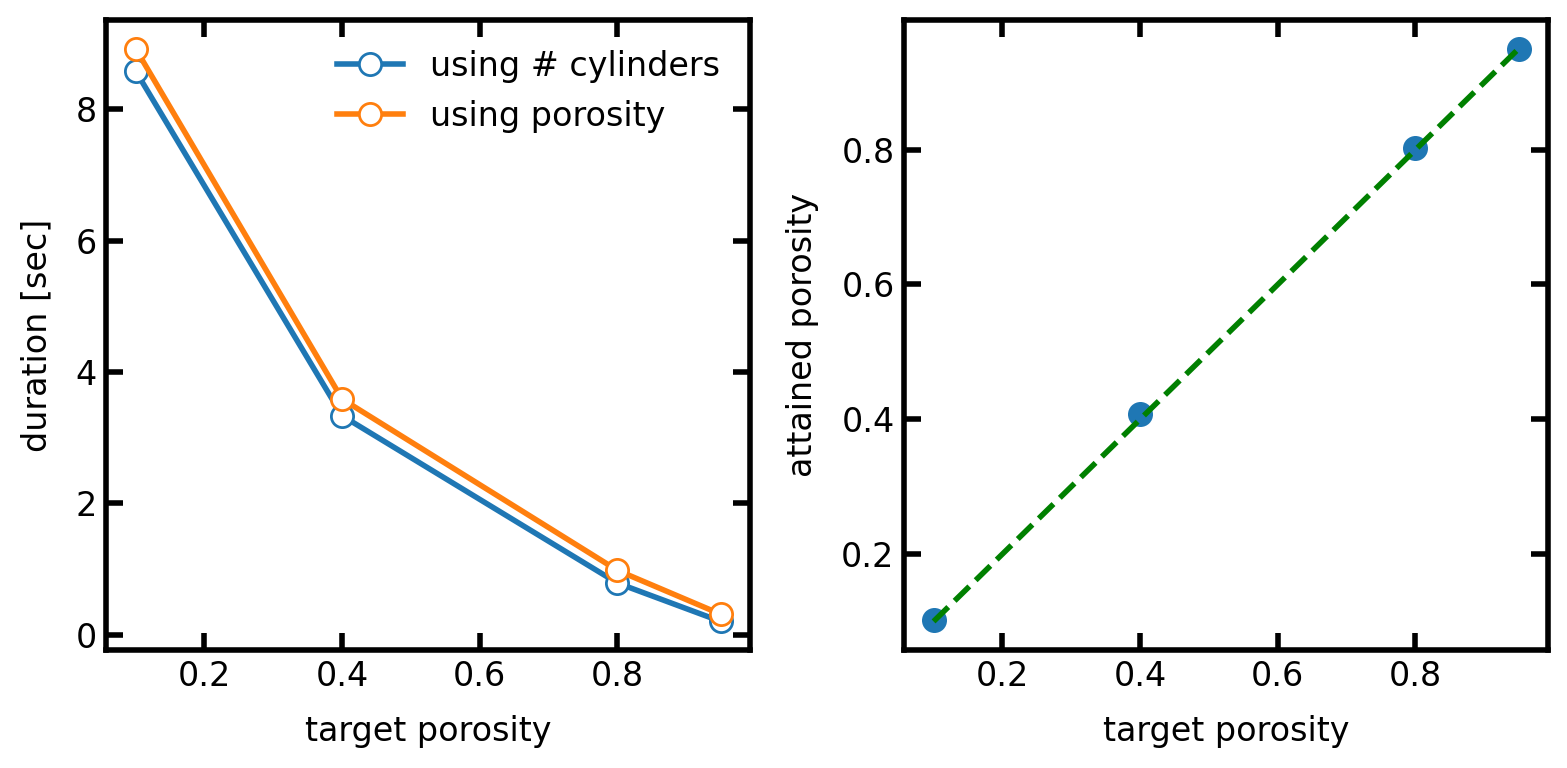 using # cylinders
using porosity
8
6
4
2
0
duration [sec]
0.2 0.4 0.6 0.8
target porosity
0.8
0.6
0.4
0.2
attained porosity
0.2 0.4 0.6 0.8
target porosity